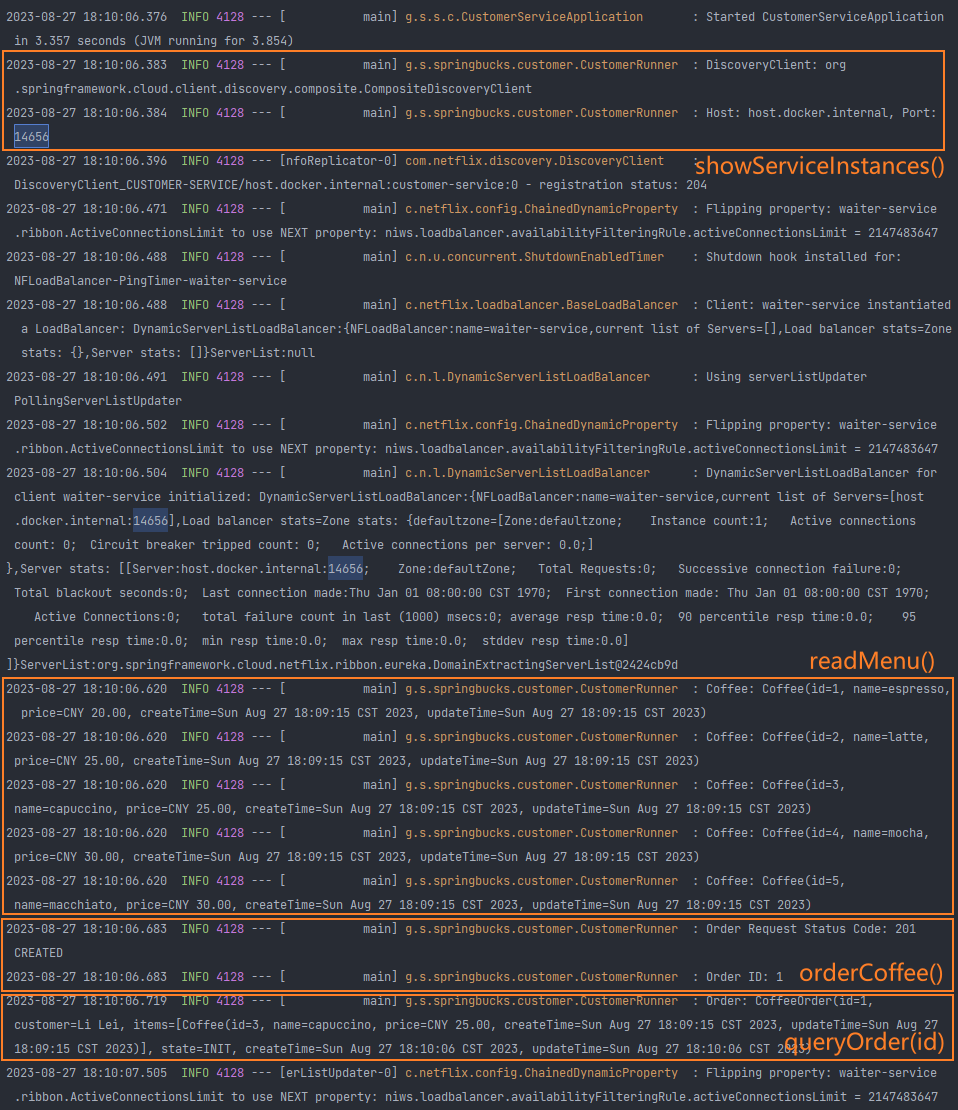 2023-08-27 18:10:06.376  INFO 4128 --- [           main] g.s.s.c.CustomerServiceApplication       : Started CustomerServiceApplication
in 3.357 seconds (JVM running for 3.854)
2023-08-27 18:10:06.383  INFO 4128 --- [           main] g.s.springbucks.customer.CustomerRunner  : DiscoveryClient: org
.springframework.cloud.client.discovery.composite.CompositeDiscoveryClient
2023-08-27 18:10:06.384  INFO 4128 --- [           main] g.s.springbucks.customer.CustomerRunner  : Host: host.docker.internal, Port:
14656
2023-08-27 18:10:06.396  INFO 4128 --- [nfoReplicator-0] com.netflix.discovery.DiscoveryClient    :
showServiceInstances()
DiscoveryClient_CUSTOMER-SERVICE/host.docker.internal:customer-service:0 - registration status: 204
2023-08-27 18:10:06.471  INFO 4128 --- [           main] c.netflix.config.ChainedDynamicProperty  : Flipping property: waiter-service
.ribbon.ActiveConnectionsLimit to use NEXT property: niws.loadbalancer.availabilityFilteringRule.activeConnectionsLimit = 2147483647
2023-08-27 18:10:06.488  INFO 4128 --- [           main] c.n.u.concurrent.ShutdownEnabledTimer    : Shutdown hook installed for:
NFLoadBalancer-PingTimer-waiter-service
2023-08-27 18:10:06.488  INFO 4128 --- [           main] c.netflix.loadbalancer.BaseLoadBalancer  : Client: waiter-service instantiated
a LoadBalancer: DynamicServerListLoadBalancer:{NFLoadBalancer:name=waiter-service,current list of Servers=[],Load balancer stats=Zone
stats: {},Server stats: []}ServerList:null
2023-08-27 18:10:06.491  INFO 4128 --- [           main] c.n.l.DynamicServerListLoadBalancer      : Using serverListUpdater
PollingServerListUpdater
2023-08-27 18:10:06.502  INFO 4128 --- [           main] c.netflix.config.ChainedDynamicProperty  : Flipping property: waiter-service
.ribbon.ActiveConnectionsLimit to use NEXT property: niws.loadbalancer.availabilityFilteringRule.activeConnectionsLimit = 2147483647
2023-08-27 18:10:06.504  INFO 4128 --- [           main] c.n.l.DynamicServerListLoadBalancer      : DynamicServerListLoadBalancer for
client waiter-service initialized: DynamicServerListLoadBalancer:{NFLoadBalancer:name=waiter-service,current list of Servers=[host
.docker.internal:14656],Load balancer stats=Zone stats: {defaultzone=[Zone:defaultzone;	Instance count:1;	Active connections
count: 0;	Circuit breaker tripped count: 0;	Active connections per server: 0.0;]
},Server stats: [[Server:host.docker.internal:14656;	Zone:defaultZone;	Total Requests:0;	Successive connection failure:0;
Total blackout seconds:0;	Last connection made:Thu Jan 01 08:00:00 CST 1970;	First connection made: Thu Jan 01 08:00:00 CST 1970;
Active Connections:0;	total failure count in last (1000) msecs:0;	average resp time:0.0;	90 percentile resp time:0.0;	95
percentile resp time:0.0;	min resp time:0.0;	max resp time:0.0;	stddev resp time:0.0]
]}ServerList:org.springframework.cloud.netflix.ribbon.eureka.DomainExtractingServerList@2424cb9d
readMenu()
2023-08-27 18:10:06.620  INFO 4128 --- [           main] g.s.springbucks.customer.CustomerRunner  : Coffee: Coffee(id=1, name=espresso,
price=CNY 20.00, createTime=Sun Aug 27 18:09:15 CST 2023, updateTime=Sun Aug 27 18:09:15 CST 2023)
2023-08-27 18:10:06.620  INFO 4128 --- [           main] g.s.springbucks.customer.CustomerRunner  : Coffee: Coffee(id=2, name=latte,
price=CNY 25.00, createTime=Sun Aug 27 18:09:15 CST 2023, updateTime=Sun Aug 27 18:09:15 CST 2023)
2023-08-27 18:10:06.620  INFO 4128 --- [           main] g.s.springbucks.customer.CustomerRunner  : Coffee: Coffee(id=3,
name=capuccino, price=CNY 25.00, createTime=Sun Aug 27 18:09:15 CST 2023, updateTime=Sun Aug 27 18:09:15 CST 2023)
2023-08-27 18:10:06.620  INFO 4128 --- [           main] g.s.springbucks.customer.CustomerRunner  : Coffee: Coffee(id=4, name=mocha,
price=CNY 30.00, createTime=Sun Aug 27 18:09:15 CST 2023, updateTime=Sun Aug 27 18:09:15 CST 2023)
2023-08-27 18:10:06.620  INFO 4128 --- [           main] g.s.springbucks.customer.CustomerRunner  : Coffee: Coffee(id=5,
name=macchiato, price=CNY 30.00, createTime=Sun Aug 27 18:09:15 CST 2023, updateTime=Sun Aug 27 18:09:15 CST 2023)
2023-08-27 18:10:06.683  INFO 4128 --- [           main] g.s.springbucks.customer.CustomerRunner  : Order Request Status Code: 201
CREATED
2023-08-27 18:10:06.683  INFO 4128 --- [           main] g.s.springbucks.customer.CustomerRunner  : Order ID: 1
orderCoffee()
2023-08-27 18:10:06.719  INFO 4128 --- [           main] g.s.springbucks.customer.CustomerRunner  : Order: CoffeeOrder(id=1,
customer=Li Lei, items=[Coffee(id=3, name=capuccino, price=CNY 25.00, createTime=Sun Aug 27 18:09:15 CST 2023, updateTime=Sun Aug 27
18:09:15 CST 2023)], state=INIT, createTime=Sun Aug 27 18:10:06 CST 2023, updateTime=Sun Aug 27 18:10:06 CST 2023)
queryOrder(id)
2023-08-27 18:10:07.505  INFO 4128 --- [erListUpdater-0] c.netflix.config.ChainedDynamicProperty  : Flipping property: waiter-service
.ribbon.ActiveConnectionsLimit to use NEXT property: niws.loadbalancer.availabilityFilteringRule.activeConnectionsLimit = 2147483647